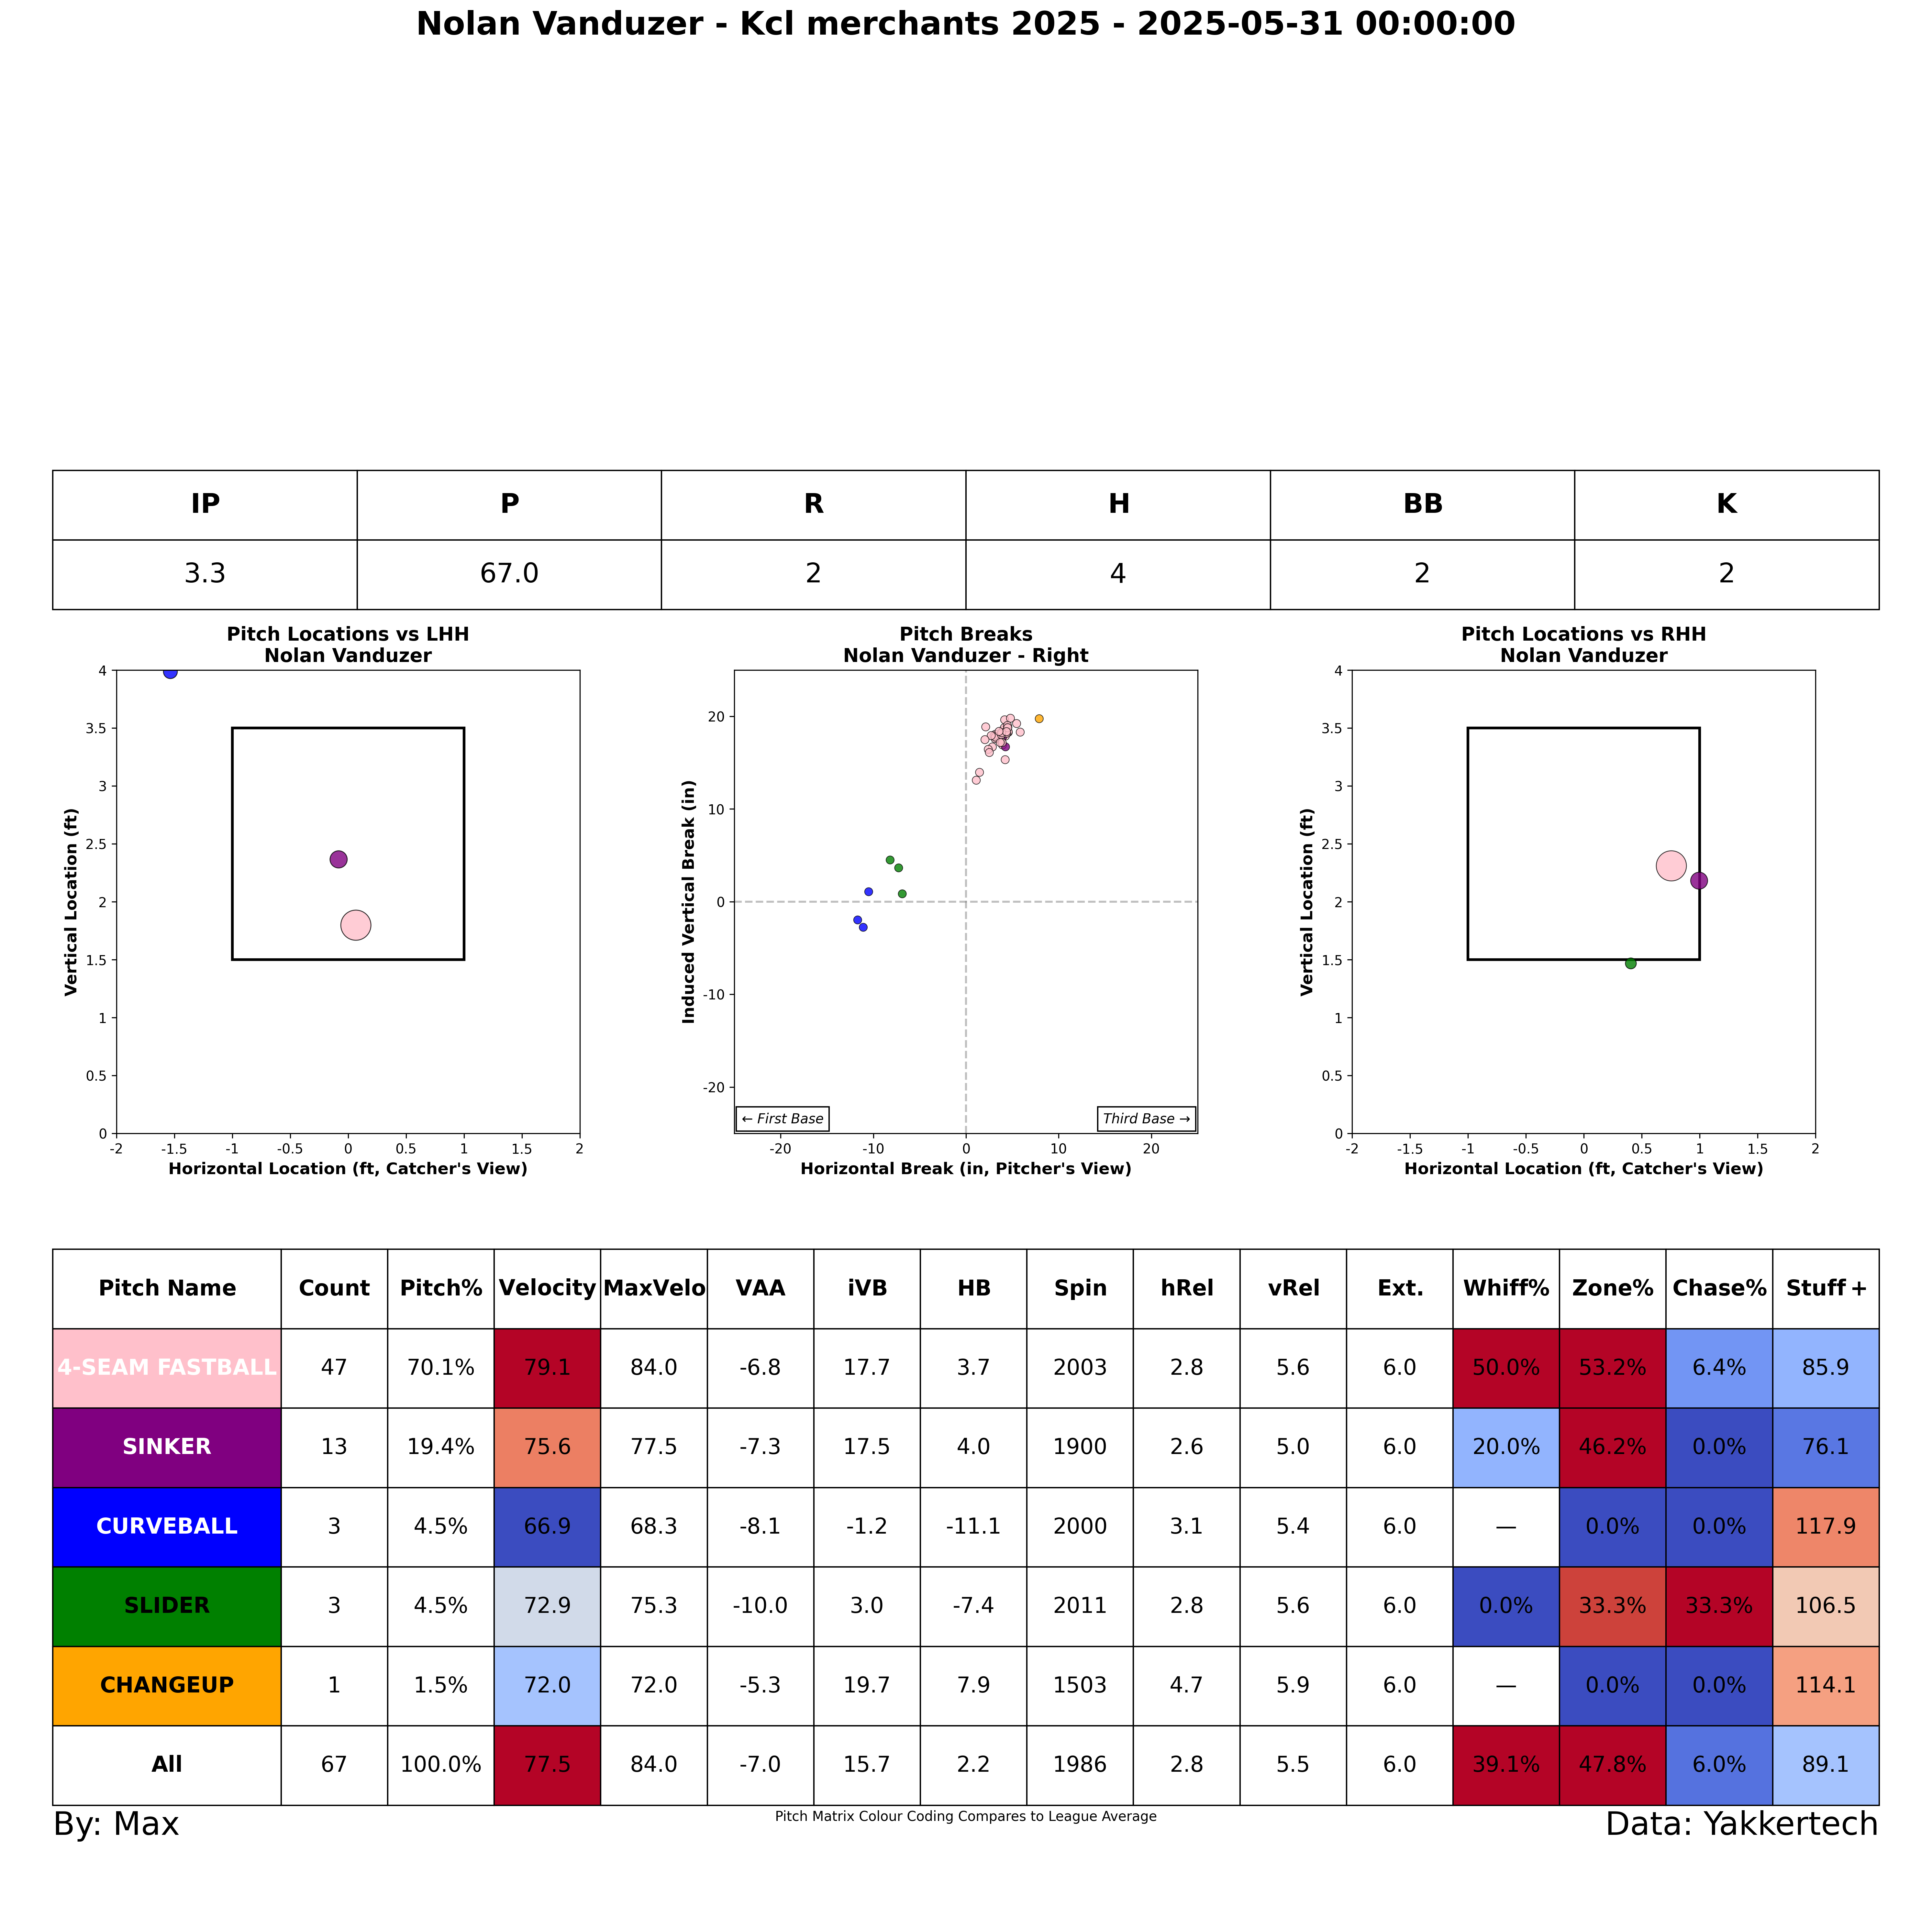 Nolan Vanduzer - Kcl merchants 2025 - 2025-05-31 00:00:00
IP P R H BB K
3.3 67.0 2 4 2 2
Pitch Locations vs LHH
Nolan Vanduzer
4
3.5
3
2.5
2
1.5
1
0.5
0
Vertical Location (ft)
-2 -1.5 -1 -0.5 0 0.5 1 1.5 2
Horizontal Location (ft, Catcher's View)
Pitch Breaks
Nolan Vanduzer - Right
20
10
0
-10
-20
Induced Vertical Break (in)
← First Base
Third Base →
-20 -10 0 10 20
Horizontal Break (in, Pitcher's View)
Pitch Locations vs RHH
Nolan Vanduzer
4
3.5
3
2.5
2
1.5
1
0.5
0
Vertical Location (ft)
-2 -1.5 -1 -0.5 0 0.5 1 1.5 2
Horizontal Location (ft, Catcher's View)
Pitch Name Count Pitch% Velocity MaxVelo VAA iVB HB Spin hRel vRel Ext. Whiff% Zone% Chase% Stuff +
4-SEAM FASTBALL 47 70.1% 79.1 84.0 -6.8 17.7 3.7 2003 2.8 5.6 6.0 50.0% 53.2% 6.4% 85.9
SINKER 13 19.4% 75.6 77.5 -7.3 17.5 4.0 1900 2.6 5.0 6.0 20.0% 46.2% 0.0% 76.1
CURVEBALL 3 4.5% 66.9 68.3 -8.1 -1.2 -11.1 2000 3.1 5.4 6.0 — 0.0% 0.0% 117.9
SLIDER 3 4.5% 72.9 75.3 -10.0 3.0 -7.4 2011 2.8 5.6 6.0 0.0% 33.3% 33.3% 106.5
CHANGEUP 1 1.5% 72.0 72.0 -5.3 19.7 7.9 1503 4.7 5.9 6.0 — 0.0% 0.0% 114.1
All 67 100.0% 77.5 84.0 -7.0 15.7 2.2 1986 2.8 5.5 6.0 39.1% 47.8% 6.0% 89.1
By: Max
Pitch Matrix Colour Coding Compares to League Average
Data: Yakkertech